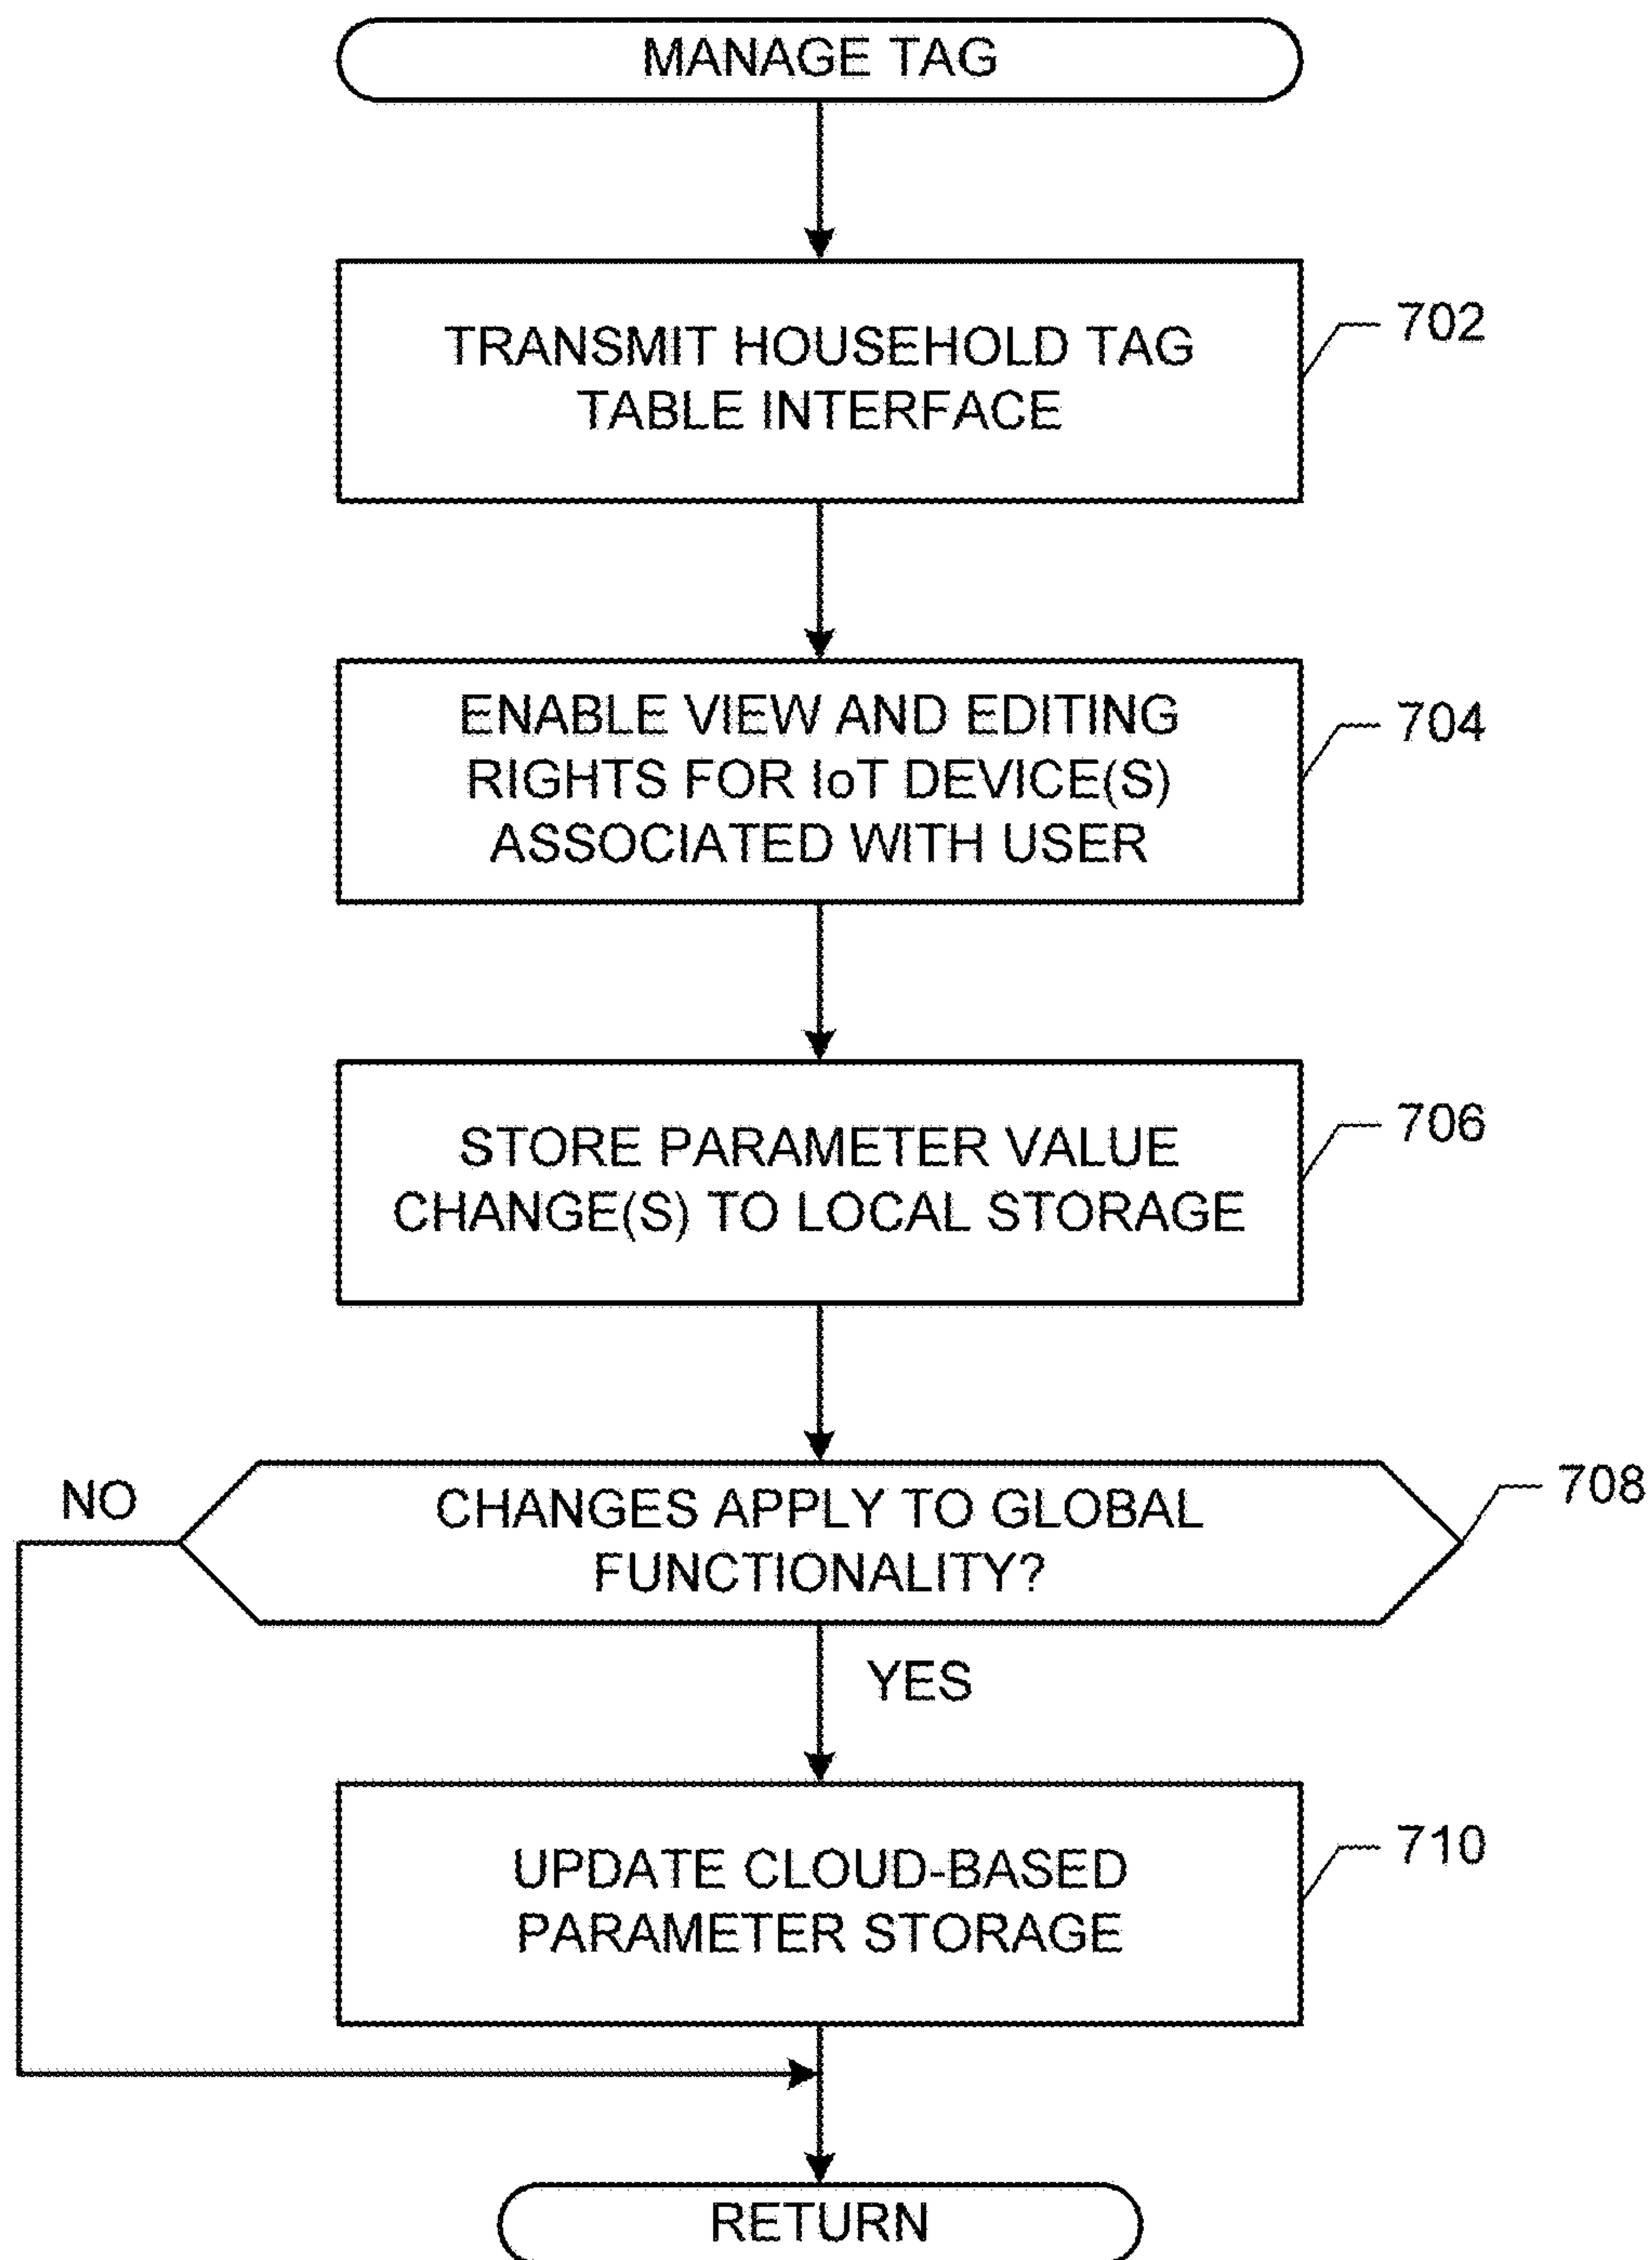 MANAGE TAG
TRANSMIT HOUSEHOLD TAG
TABLE INTERFACE
702
ENABLE VIEW AND EDITING
RIGHTS FOR IoT DEVICE(S)
ASSOCIATED WITH USER
704
STORE PARAMETER VALUE
CHANGE(S) TO LOCAL STORAGE
706
NO
CHANGES APPLY TO GLOBAL
FUNCTIONALITY?
708
YES
UPDATE CLOUD-BASED
PARAMETER STORAGE
710
RETURN